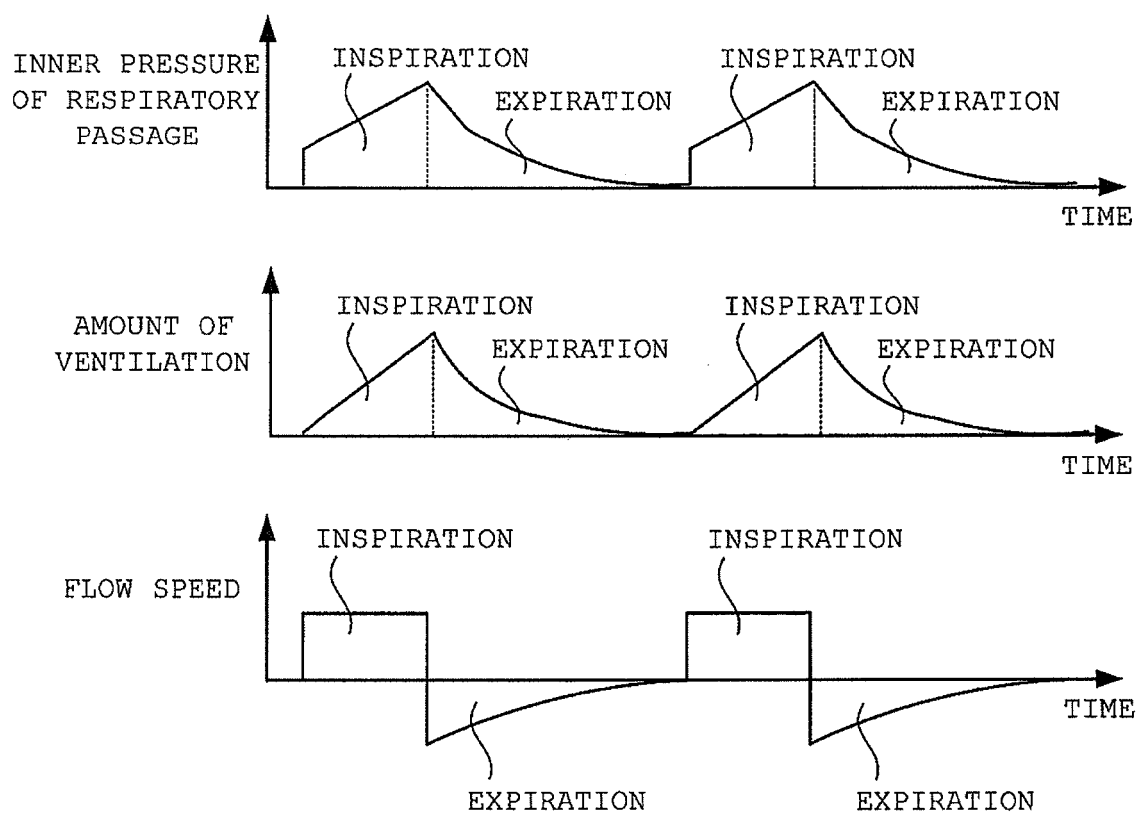 INSPIRATION
INSPIRATION
INNER PRESSURE
OF RESPIRATORY
PASSAGE
EXPIRATION
EXPIRATION
TIME
INSPIRATION
INSPIRATION
AMOUNT OF
VENTILATION
EXPIRATION
EXPIRATION
TIME
INSPIRATION
INSPIRATION
FLOW SPEED
TIME
EXPIRATION
EXPIRATION